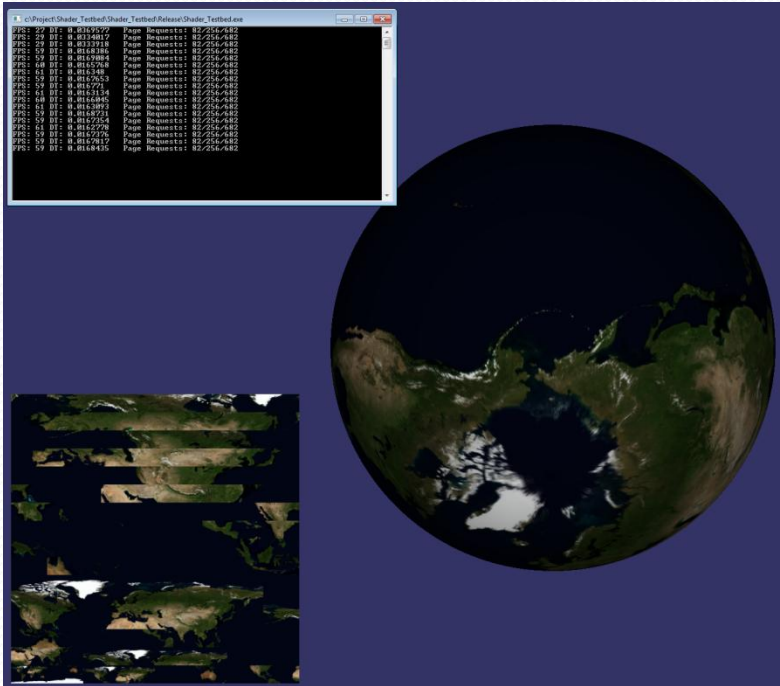 c:\Project\Shader_Testbed\Shader_Testbed\Release\Shader_Testbed.exe
FPS: 27 DT: 0.0369577 Page Requests: 82/256/682
FPS: 29 DT: 0.0334017 Page Requests: 82/256/682
FPS: 29 DT: 0.0333918 Page Requests: 82/256/682
FPS: 59 DT: 0.0168386 Page Requests: 82/256/682
FPS: 59 DT: 0.0169084 Page Requests: 82/256/682
FPS: 60 DT: 0.0165768 Page Requests: 82/256/682
FPS: 61 DT: 0.016348 Page Requests: 82/256/682
FPS: 59 DT: 0.0167653 Page Requests: 82/256/682
FPS: 59 DT: 0.016771 Page Requests: 82/256/682
FPS: 61 DT: 0.0163134 Page Requests: 82/256/682
FPS: 60 DT: 0.0166045 Page Requests: 82/256/682
FPS: 61 DT: 0.0163093 Page Requests: 82/256/682
FPS: 59 DT: 0.0168731 Page Requests: 82/256/682
FPS: 59 DT: 0.0167354 Page Requests: 82/256/682
FPS: 61 DT: 0.0162778 Page Requests: 82/256/682
FPS: 59 DT: 0.0167376 Page Requests: 82/256/682
FPS: 59 DT: 0.0167817 Page Requests: 82/256/682
FPS: 59 DT: 0.0168435 Page Requests: 82/256/682